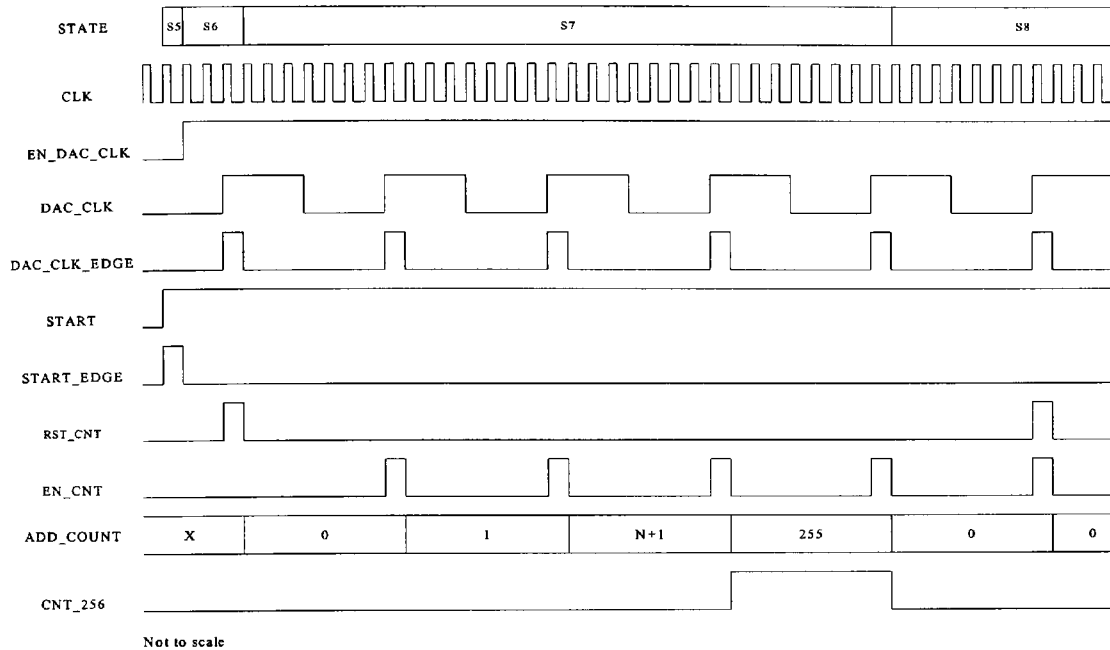 STATE S5 S6 S7 S8
CLK
EN_DAC_CLK
DAC_CLK
DAC_CLK_EDGE
START
START_EDGE
RST_CNT
EN_CNT
ADD_COUNT X 0 1 N+1 255 0 0
CNT_256
Not to scale